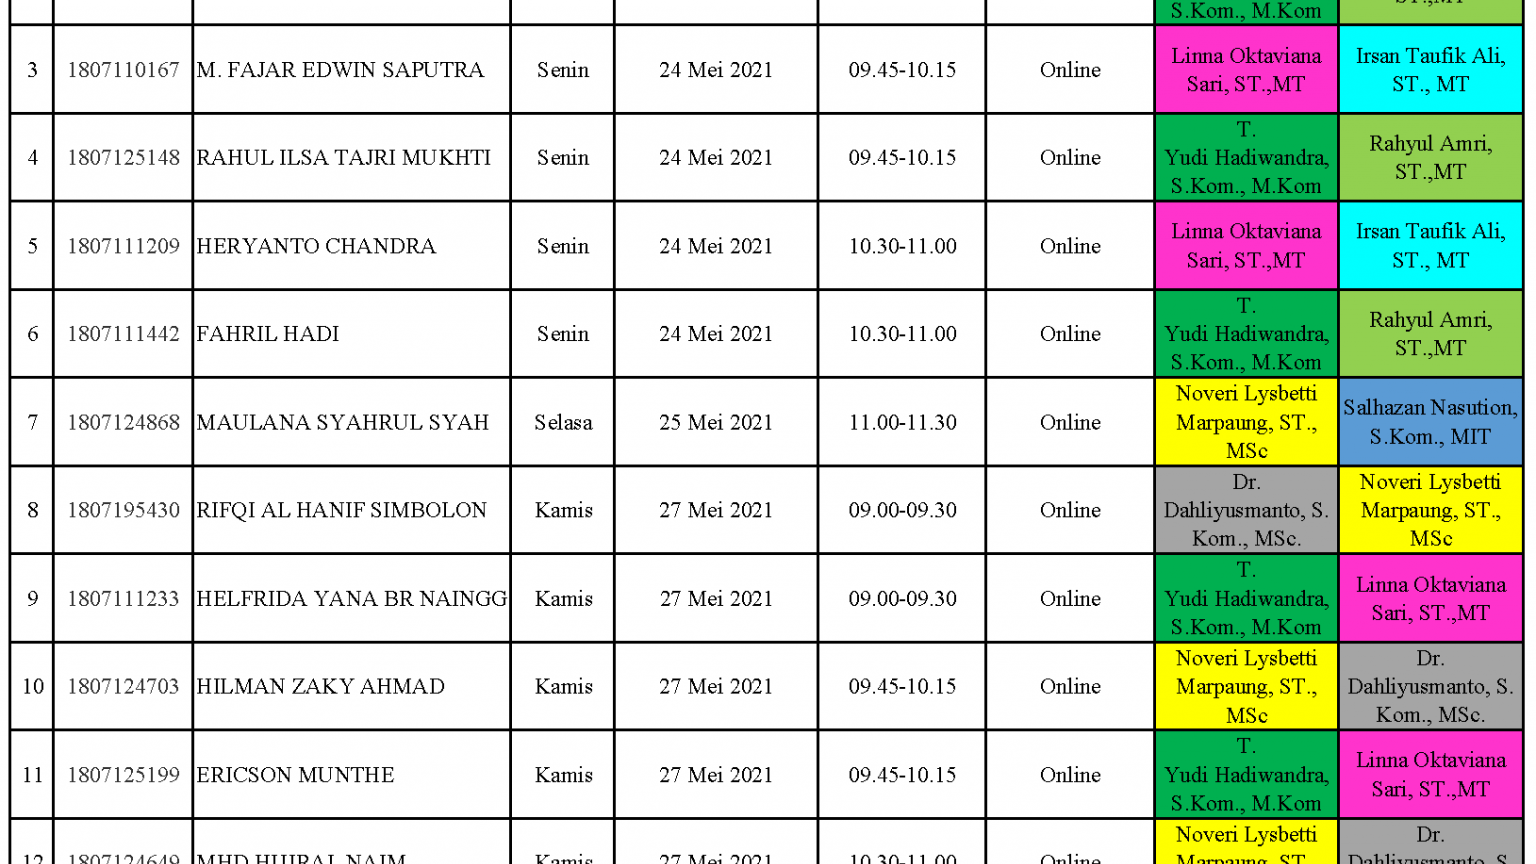 S.Kom., M.Kom
ST.,MT
3 1807110167 M. FAJAR EDWIN SAPUTRA Senin 24 Mei 2021 09.45-10.15 Online Linna Oktaviana Irsan Taufik Ali,
Sari, ST.,MT ST., MT
T.
4 1807125148 RAHUL ILSA TAJRI MUKHTI Senin 24 Mei 2021 09.45-10.15 Online Yudi Hadiwandra, Rahyul Amri,
S.Kom., M.Kom ST.,MT
5 1807111209 HERYANTO CHANDRA Senin 24 Mei 2021 10.30-11.00 Online Linna Oktaviana Irsan Taufik Ali,
Sari, ST.,MT ST., MT
T.
6 1807111442 FAHRIL HADI Senin 24 Mei 2021 10.30-11.00 Online Yudi Hadiwandra, Rahyul Amri,
S.Kom., M.Kom ST.,MT
Noveri Lysbetti Salhazan Nasution,
7 1807124868 MAULANA SYAHRUL SYAH Selasa 25 Mei 2021 11.00-11.30 Online Marpaung, ST., S.Kom., MIT
MSc
Dr. Noveri Lysbetti
8 1807195430 RIFQI AL HANIF SIMBOLON Kamis 27 Mei 2021 09.00-09.30 Online Dahliyusmanto, S. Marpaung, ST.,
Kom., MSc. MSc
T.
9 1807111233 HELFRIDA YANA BR NAINGG Kamis 27 Mei 2021 09.00-09.30 Online Yudi Hadiwandra, Linna Oktaviana
S.Kom., M.Kom Sari, ST.,MT
Noveri Lysbetti Dr.
10 1807124703 HILMAN ZAKY AHMAD Kamis 27 Mei 2021 09.45-10.15 Online Marpaung, ST., Dahliyusmanto, S.
MSc Kom., MSc.
T.
11 1807125199 ERICSON MUNTHE Kamis 27 Mei 2021 09.45-10.15 Online Yudi Hadiwandra, Linna Oktaviana
S.Kom., M.Kom Sari, ST.,MT
Noveri Lysbetti Dr.
12 1807124649 MHD HIJRAL NAIM Kamis 27 Mei 2021 10.30-11.00 Online Marpaung, ST., Dahliyusmanto, S.